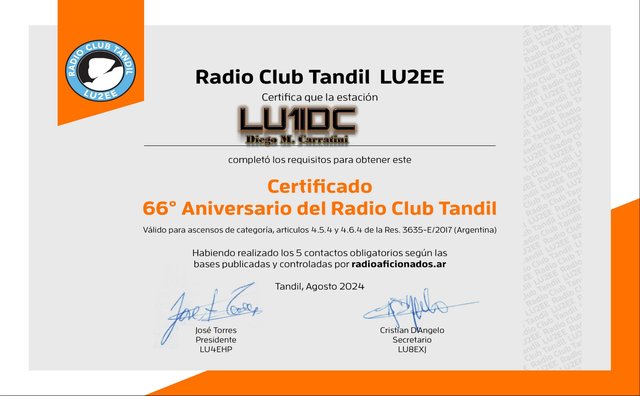 RADIO CLUB TANDIL
LU2EE
Radio Club Tandil LU2EE
Certifica que la estación
LU1IDC
Diego M. Carratini
completó los requisitos para obtener este
Certificado
66° Aniversario del Radio Club Tandil
Válido para ascensos de categoría, articulos 4.5.4 y 4.6.4 de la Res. 3635-E/2017 (Argentina)
Habiendo realizado los 5 contactos obligatorios según las
bases publicadas y controladas por radioaficionados.ar
Tandil, Agosto 2024
José Torres
Presidente
LU4EHP
Cristian D'Angelo
Secretario
LU8EXJ